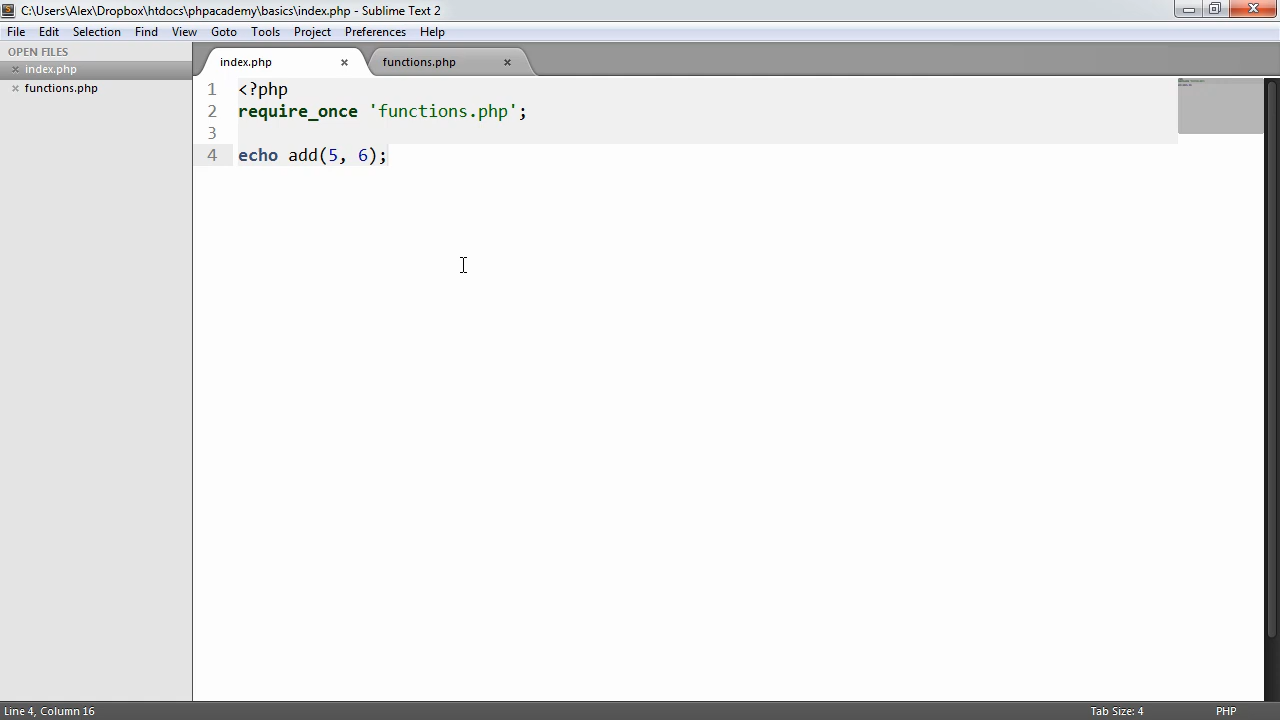 C:\Users\Alex\Dropbox\htdocs\phpacademy\basics\index.php - Sublime Text 2
File Edit Selection Find View Goto Tools Project Preferences Help
OPEN FILES
index.php
functions.php
index.php functions.php
1 <?php
2 require_once 'functions.php';
3
4 echo add(5, 6);
Line 4, Column 16 Tab Size: 4 PHP